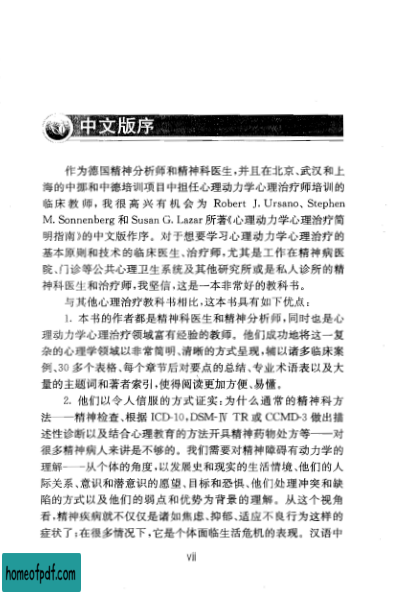 中文版序
作为德国精神分析师和精神科医生,并且在北京、武汉和上
海的中挪和中德培训项目中担任心理动力学心理治疗师培训的
临床教师,我很高兴有机会为 Robert J. Ursano、Stephen
M. Sonnenberg 和 Susan G. Lazar 所著《心理动力学心理治疗简
明指南》的中文版作序。对于想要学习心理动力学心理治疗的
基本原则和技术的临床医生、治疗师,尤其是工作在精神病医
院、门诊等公共心理卫生系统及其他研究所或是私人诊所的精
神科医生和治疗师,我坚信,这是一本非常好的教科书。
与其他心理治疗教科书相比,这本书具有如下优点:
1. 本书的作者都是精神科医生和精神分析师,同时也是心
理动力学心理治疗领域富有经验的教师。他们成功地将这一复
杂的心理学领域以非常简明、清晰的方式呈现,辅以诸多临床案
例、30 多个表格、每个章节后对要点的总结、专业术语表以及大
量的主题词和著者索引,使得阅读更加方便、易懂。
2. 他们以令人信服的方式证实:为什么通常的精神科方
法——精神检查、根据 ICD-10,DSM-Ⅳ TR 或 CCMD-3 做出描
述性诊断以及结合心理教育的方法开具精神药物处方等——对
很多精神病人来讲是不够的。我们需要对精神障碍有动力学的
理解——从个体的角度,以发展史和现实的生活情境、他们的人
际关系、意识和潜意识的愿望、目标和恐惧、他们处理冲突和缺
陷的方式以及他们的弱点和优势为背景的理解。从这个视角
看,精神疾病就不仅仅是诸如焦虑、抑郁、适应不良行为这样的
症状了;在很多情况下,它是个体面临生活危机的表现。汉语中
vii
homeofpdf.com